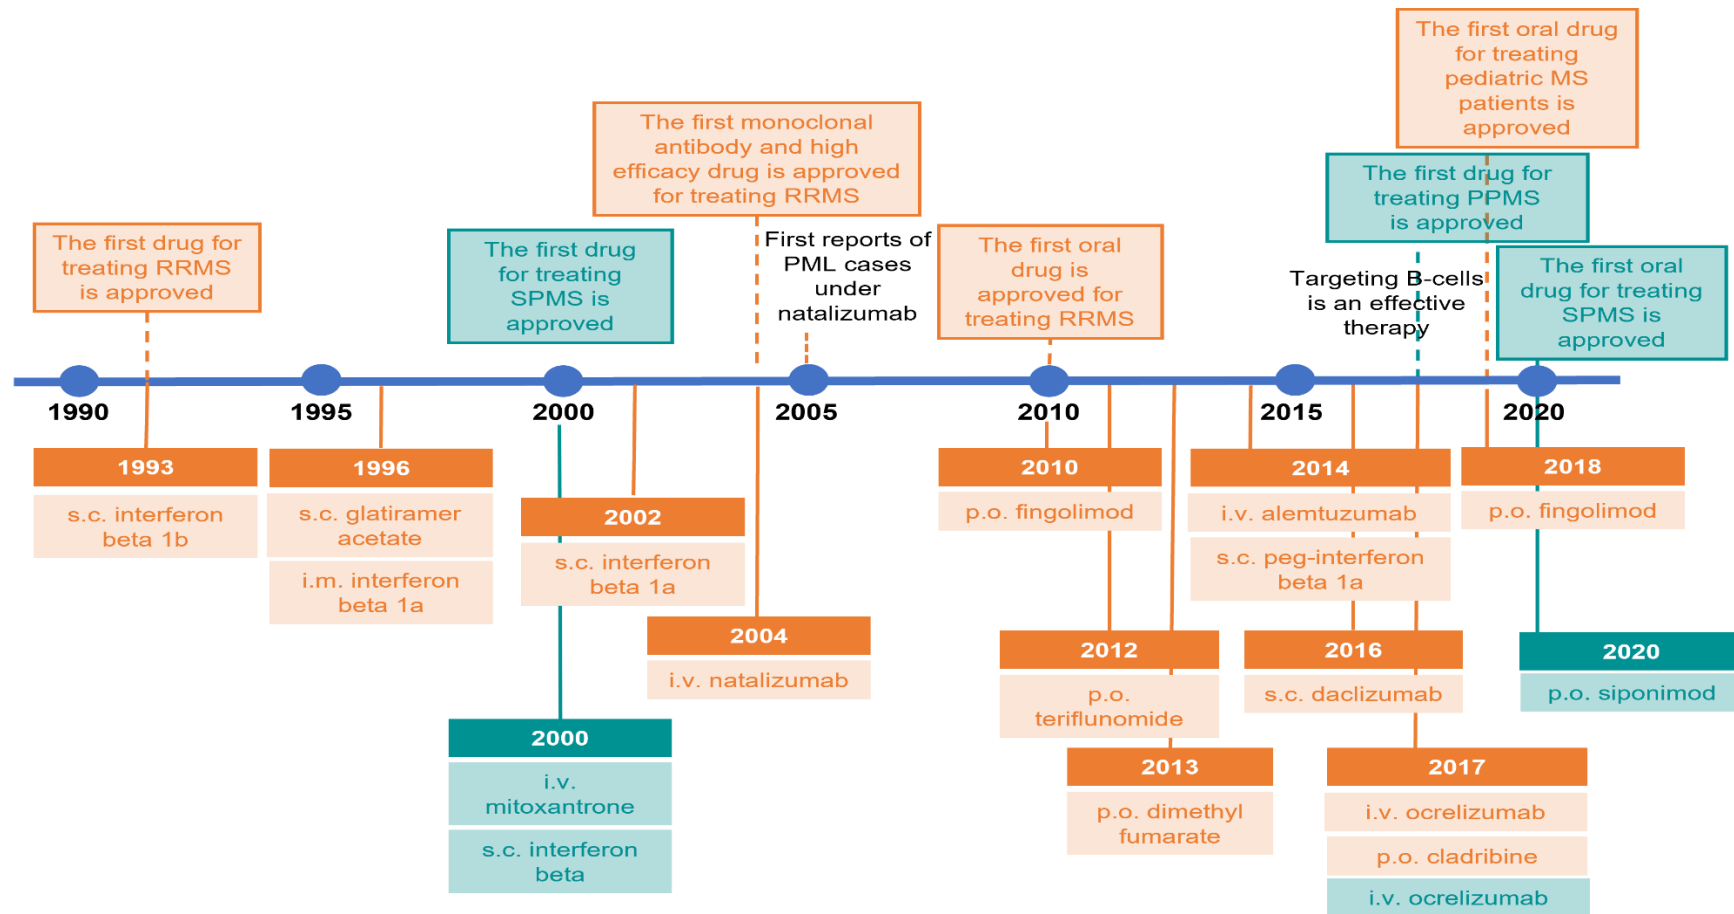 The first oral drug
for treating
pediatric MS
patients is
approved
The first monoclonal
antibody and high
efficacy drug is approved
for treating RRMS
The first drug for
treating PPMS
is approved
The first drug for
treating RRMS
is approved
The first drug
for treating
SPMS is
approved
First reports of
PML cases
under
natalizumab
The first oral
drug is
approved for
treating RRMS
Targeting B-cells
is an effective
therapy
The first oral
drug for treating
SPMS is
approved
1990
1995
2000
2005
2010
2015
2020
1993
s.c. interferon
beta 1b
1996
s.c. glatiramer
acetate
i.m. interferon
beta 1a
2000
i.v.
mitoxantrone
s.c. interferon
beta
2002
s.c. interferon
beta 1a
2004
i.v. natalizumab
2010
p.o. fingolimod
2012
p.o.
teriflunomide
2013
p.o. dimethyl
fumarate
2014
i.v. alemtuzumab
s.c. peg-interferon
beta 1a
2016
s.c. daclizumab
2017
i.v. ocrelizumab
p.o. cladribine
i.v. ocrelizumab
2018
p.o. fingolimod
2020
p.o. siponimod